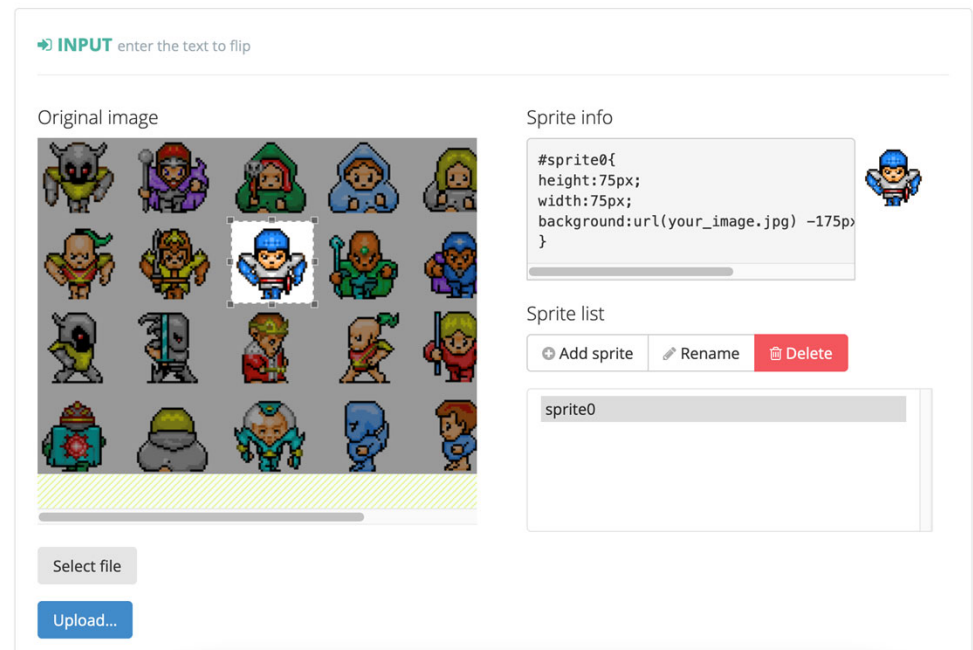 INPUT enter the text to flip
Original image
Sprite info
#sprite0{
height:75px;
width:75px;
background:url(your_image.jpg) -175px
}
Sprite list
Add sprite
Rename
Delete
sprite0
Select file
Upload...